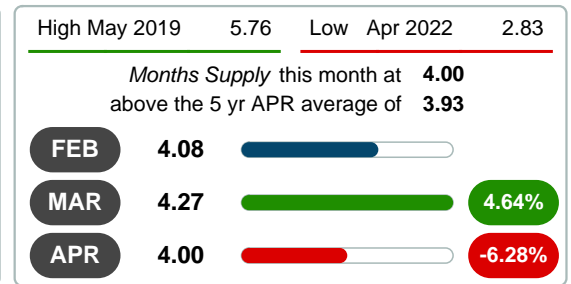 High May 2019 5.76 Low Apr 2022 2.83
Months Supply this month at 4.00
above the 5 yr APR average of 3.93
FEB 4.08
MAR 4.27 4.64%
APR 4.00 -6.28%